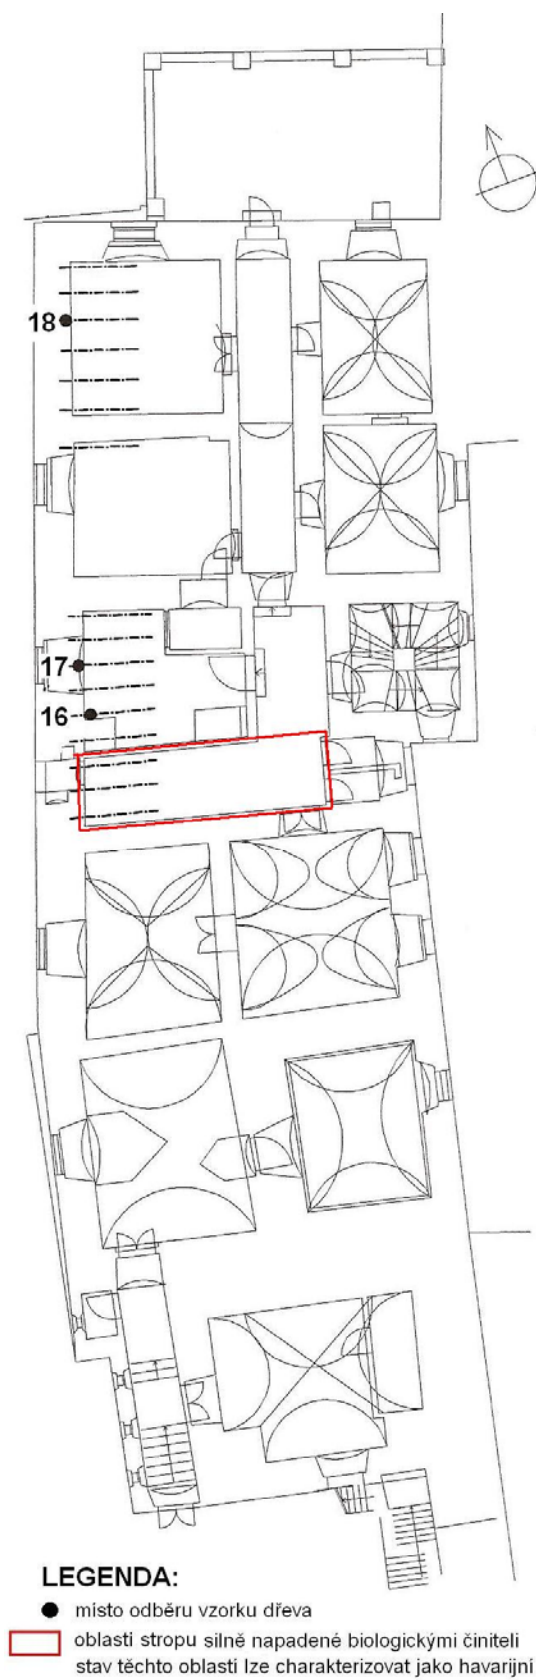 18
17
16
LEGENDA:
místo odběru vzorku dřeva
oblasti stropu silně napadené biologickými činiteli
stav těchto oblasti lze charakterizovat jako havarijní